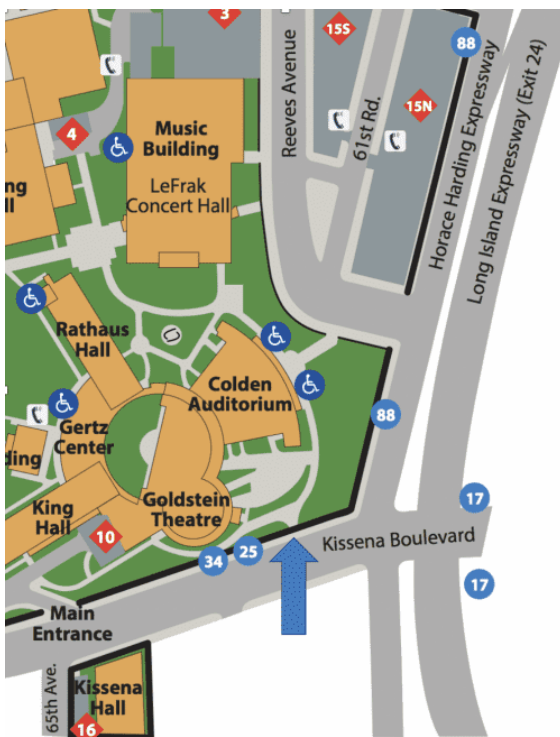 3
15S
88
Reeves Avenue
61st Rd.
15N
Horace Harding Expressway
Long Island Expressway (Exit 24)
4
Music
Building
LeFrak
Concert Hall
ng
ll
Rathaus
Hall
Colden
Auditorium
88
Gertz
Center
ding
King
Hall
10
Goldstein
Theatre
17
Kissena Boulevard
34
25
17
Main
Entrance
65th Ave.
Kissena
Hall
16